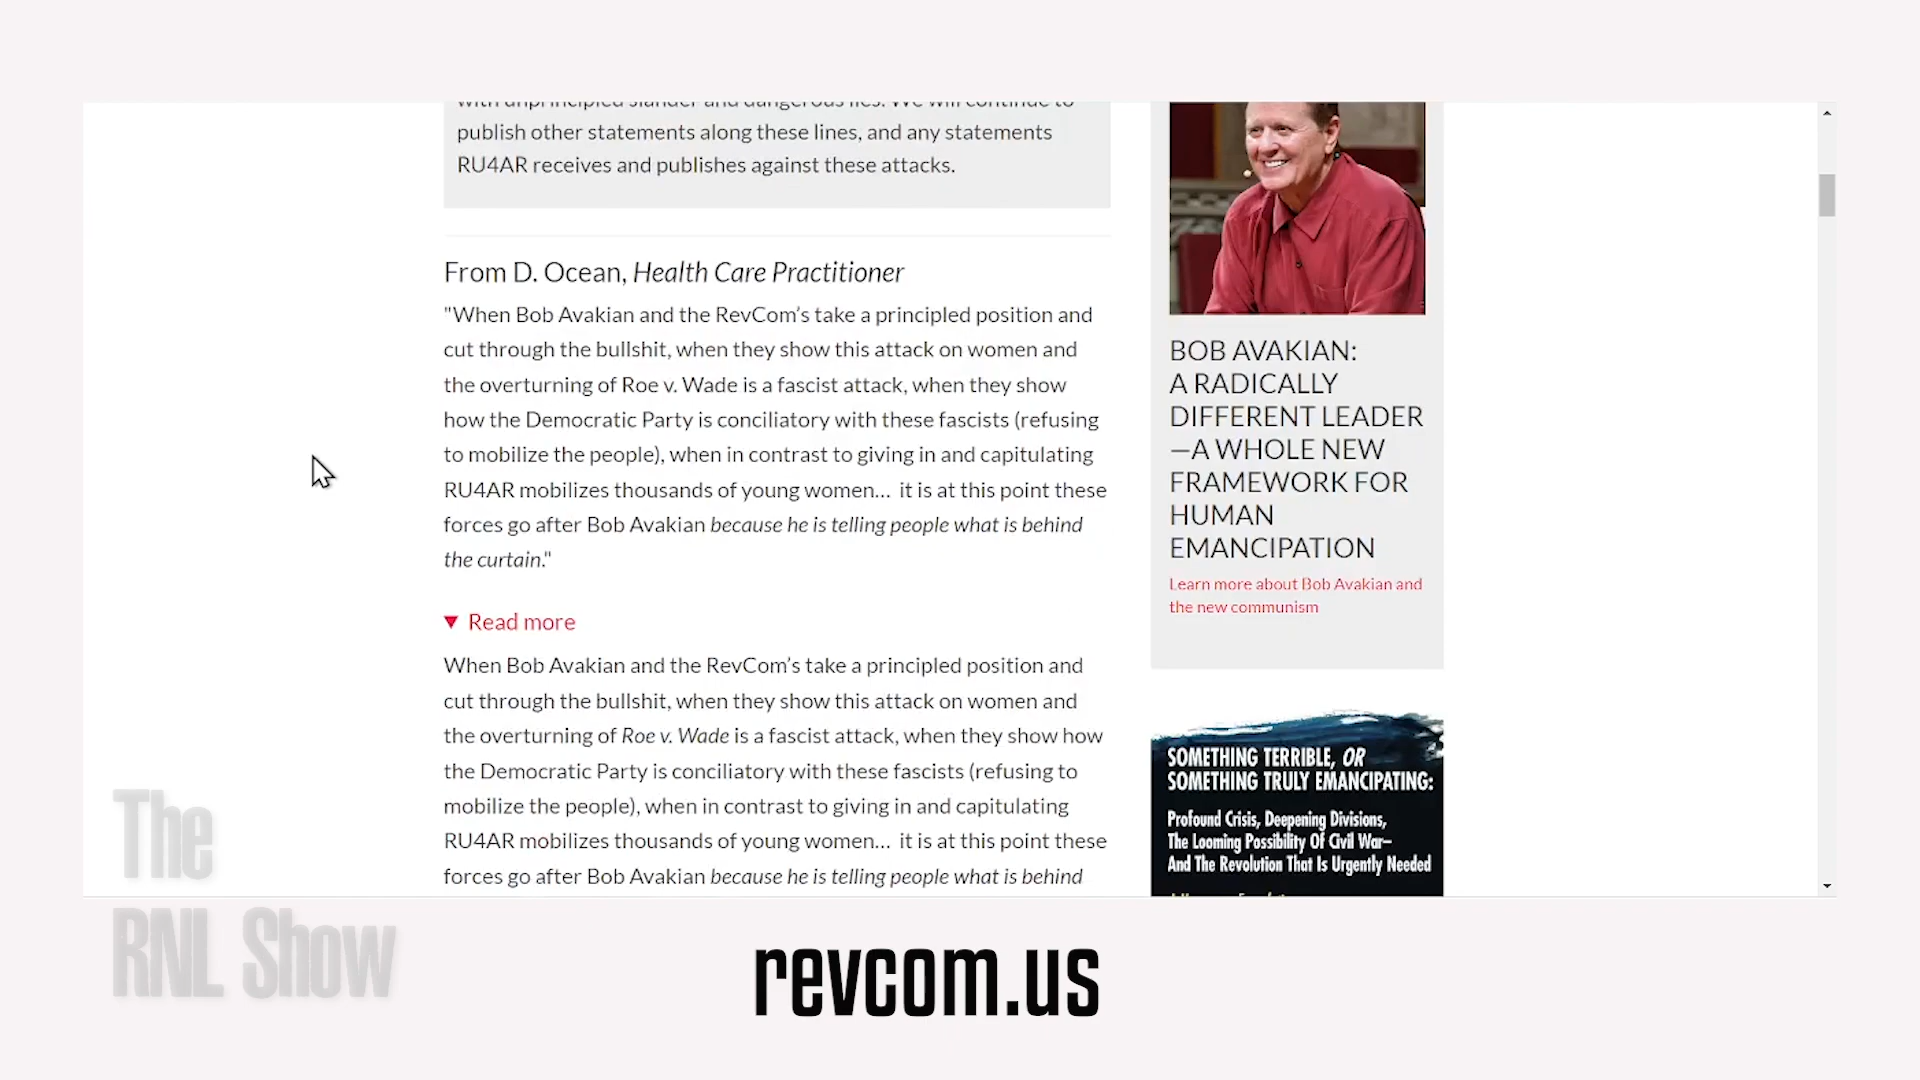 with unprincipled slander and dangerous lies. We will continue to
publish other statements along these lines, and any statements
RU4AR receives and publishes against these attacks.
From D. Ocean, Health Care Practitioner
"When Bob Avakian and the RevCom’s take a principled position and
cut through the bullshit, when they show this attack on women and
the overturning of Roe v. Wade is a fascist attack, when they show
how the Democratic Party is conciliatory with these fascists (refusing
to mobilize the people), when in contrast to giving in and capitulating
RU4AR mobilizes thousands of young women… it is at this point these
forces go after Bob Avakian because he is telling people what is behind
the curtain."
▼ Read more
When Bob Avakian and the RevCom’s take a principled position and
cut through the bullshit, when they show this attack on women and
the overturning of Roe v. Wade is a fascist attack, when they show how
the Democratic Party is conciliatory with these fascists (refusing to
mobilize the people), when in contrast to giving in and capitulating
RU4AR mobilizes thousands of young women… it is at this point these
forces go after Bob Avakian because he is telling people what is behind
BOB AVAKIAN:
A RADICALLY
DIFFERENT LEADER
—A WHOLE NEW
FRAMEWORK FOR
HUMAN
EMANCIPATION
Learn more about Bob Avakian and
the new communism
SOMETHING TERRIBLE, OR
SOMETHING TRULY EMANCIPATING:
Profound Crisis, Deepening Divisions,
The Looming Possibility Of Civil War—
And The Revolution That Is Urgently Needed
The
RNL Show
revcom.us